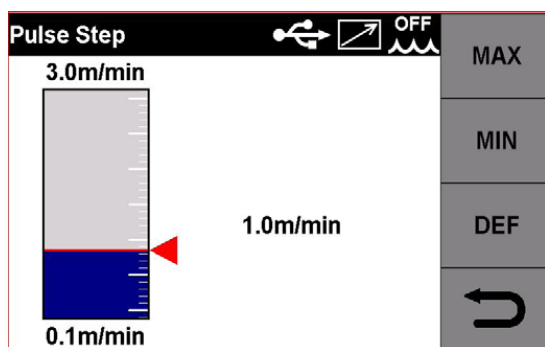 Pulse Step
OFF
MAX
3.0m/min
MIN
1.0m/min
DEF
0.1m/min